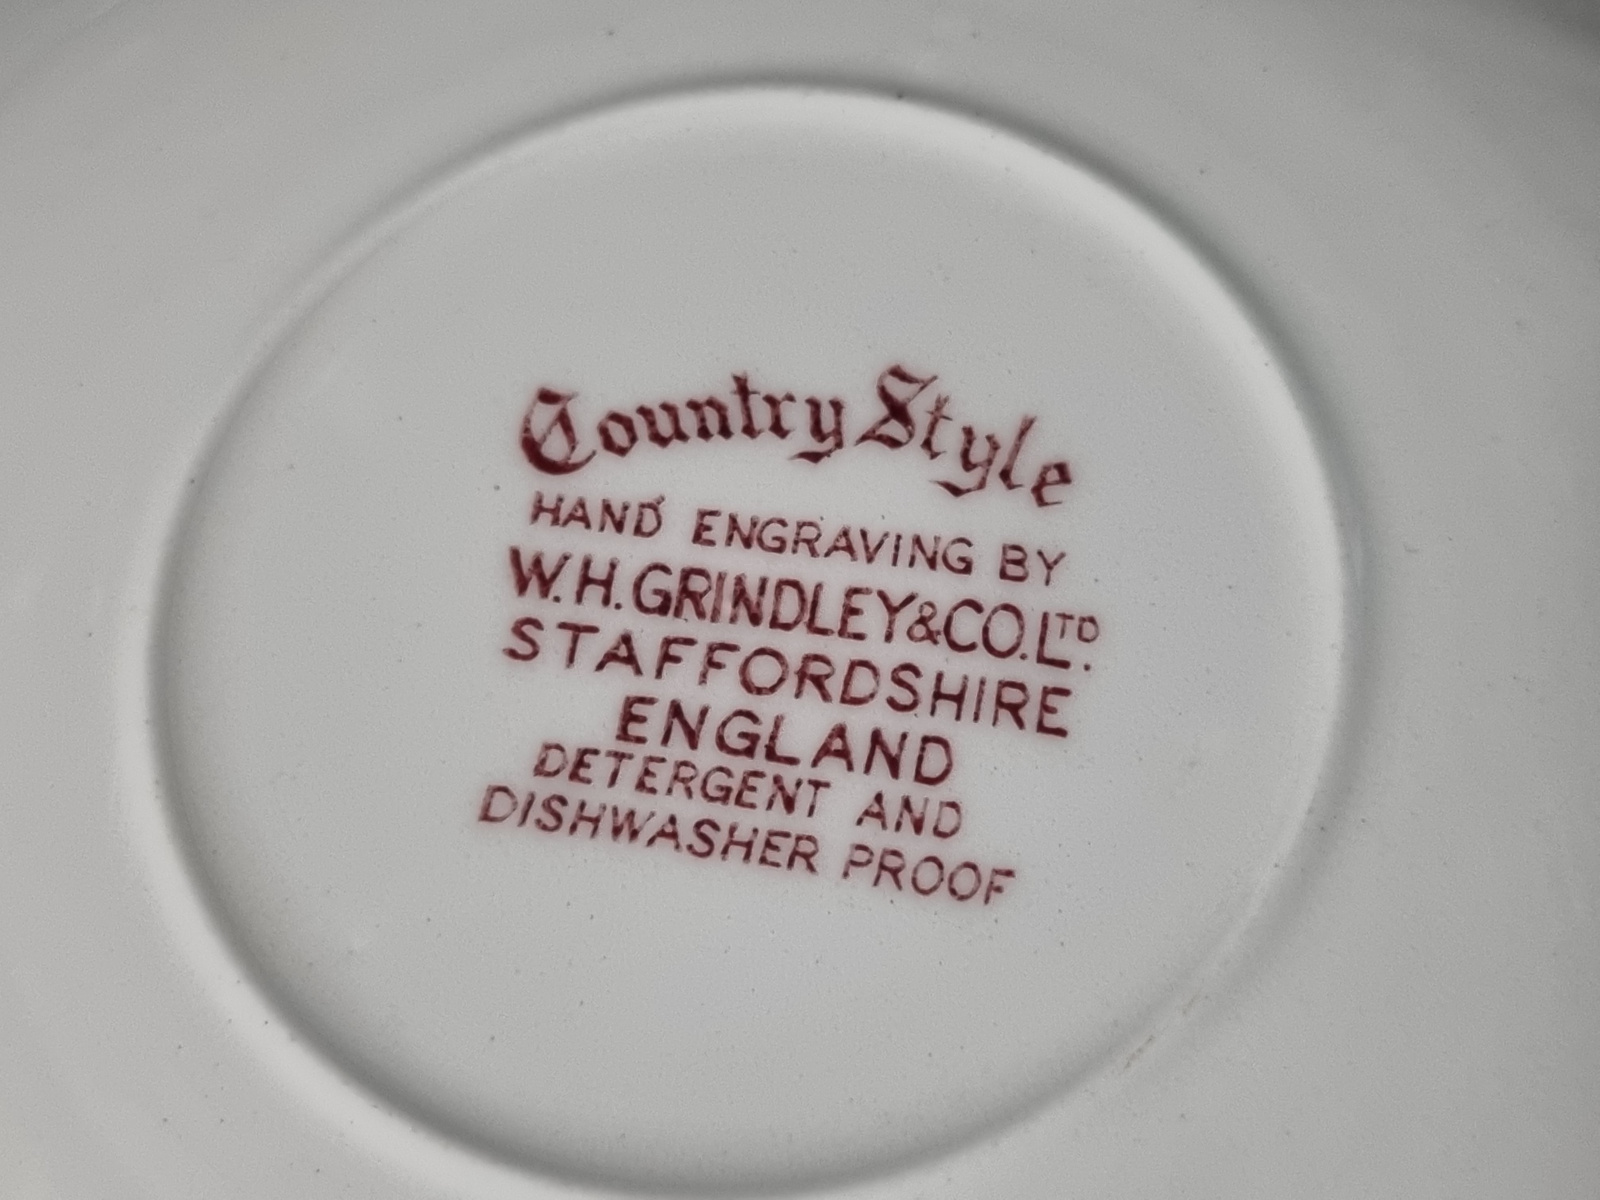 Country Style
HAND ENGRAVING BY
W.H.GRINDLEY&CO.LTD.
STAFFORDSHIRE
ENGLAND
DETERGENT AND
DISHWASHER PROOF